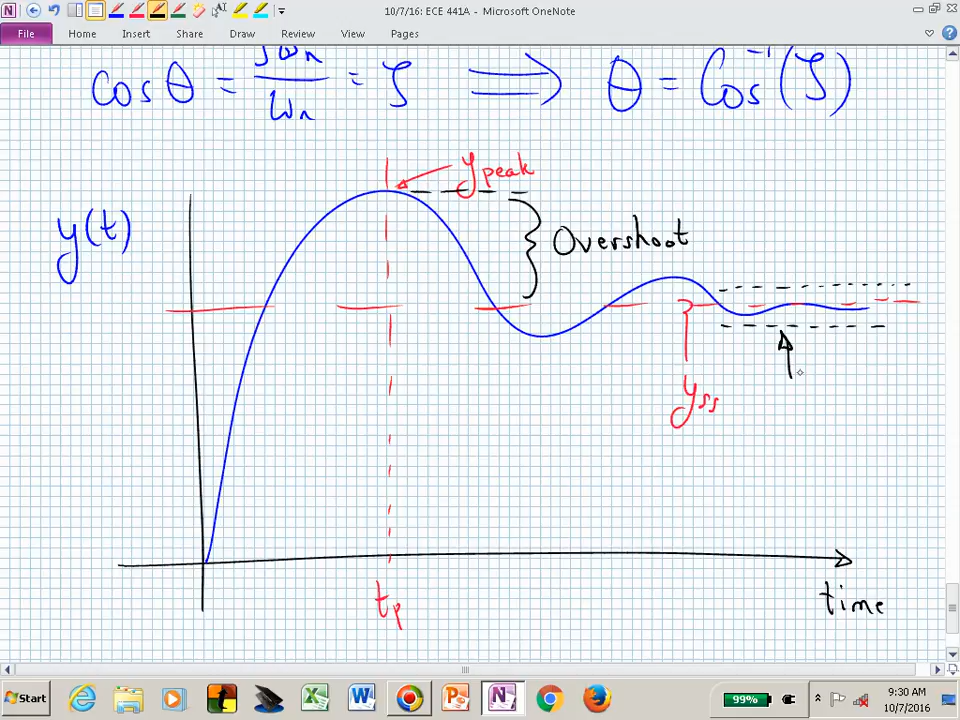 10/7/16: ECE 441A - Microsoft OneNote
File Home Insert Share Draw Review View Pages
Cos θ = ζωn / ωn = ζ ⟹ θ = Cos⁻¹(ζ)
ypeak
y(t)
Overshoot
yss
tp
time
Start
99%
9:30 AM
10/7/2016